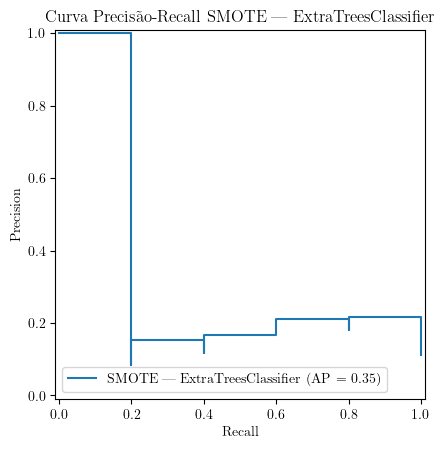 Curva Precisão-Recall SMOTE — ExtraTreesClassifier
1.0
0.8
0.6
0.4
0.2
0.0
Precision
SMOTE — ExtraTreesClassifier (AP = 0.35)
0.0 0.2 0.4 0.6 0.8 1.0
Recall